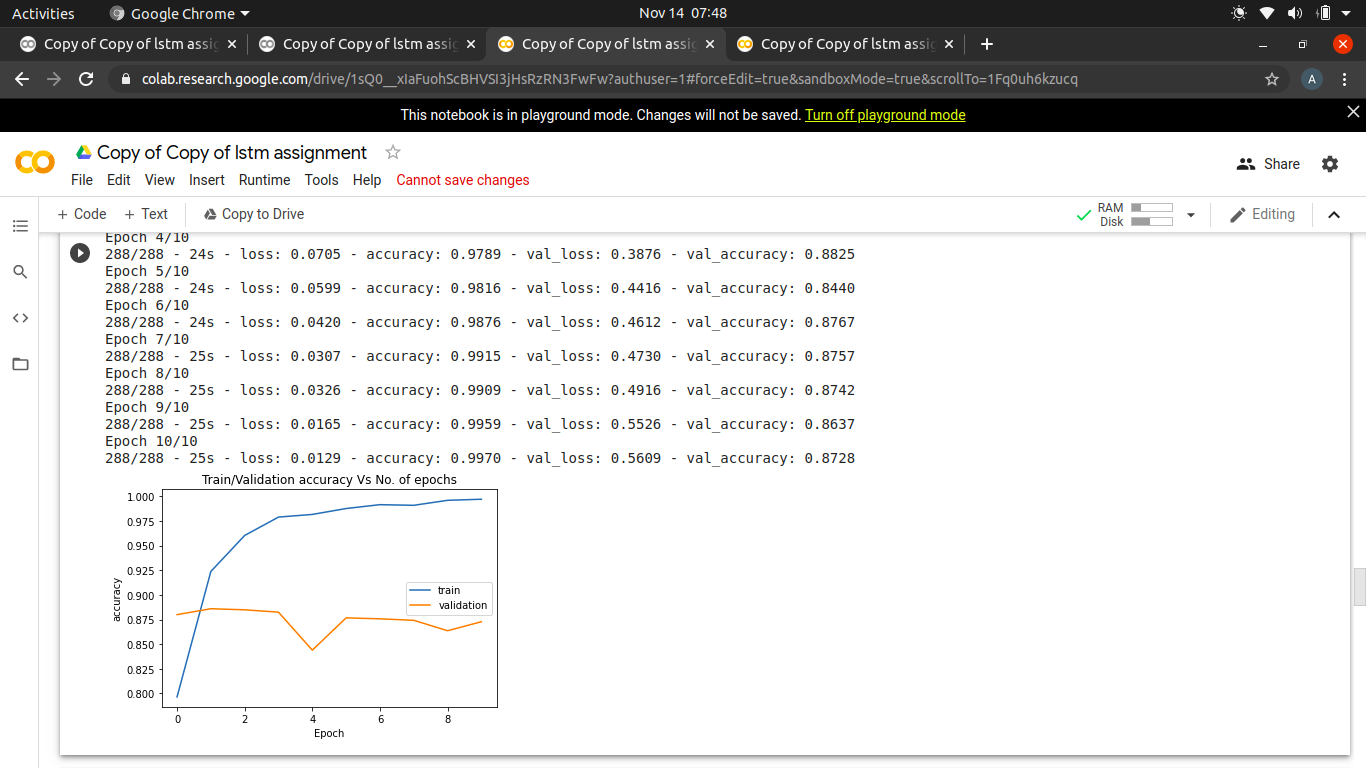 Activities
Google Chrome
Nov 14 07:48
Copy of Copy of lstm assig
Copy of Copy of lstm assig
Copy of Copy of lstm assig
Copy of Copy of lstm assig
colab.research.google.com/drive/1sQ0__xIaFuohScBHVSI3jHsRzRN3FwFw?authuser=1#forceEdit=true&sandboxMode=true&scrollTo=1Fq0uh6kzucq
A
This notebook is in playground mode. Changes will not be saved. Turn off playground mode
Copy of Copy of lstm assignment
Share
File Edit View Insert Runtime Tools Help Cannot save changes
+ Code + Text Copy to Drive
RAM
Disk
Editing
Epoch 4/10
288/288 - 24s - loss: 0.0705 - accuracy: 0.9789 - val_loss: 0.3876 - val_accuracy: 0.8825
Epoch 5/10
288/288 - 24s - loss: 0.0599 - accuracy: 0.9816 - val_loss: 0.4416 - val_accuracy: 0.8440
Epoch 6/10
288/288 - 24s - loss: 0.0420 - accuracy: 0.9876 - val_loss: 0.4612 - val_accuracy: 0.8767
Epoch 7/10
288/288 - 25s - loss: 0.0307 - accuracy: 0.9915 - val_loss: 0.4730 - val_accuracy: 0.8757
Epoch 8/10
288/288 - 25s - loss: 0.0326 - accuracy: 0.9909 - val_loss: 0.4916 - val_accuracy: 0.8742
Epoch 9/10
288/288 - 25s - loss: 0.0165 - accuracy: 0.9959 - val_loss: 0.5526 - val_accuracy: 0.8637
Epoch 10/10
288/288 - 25s - loss: 0.0129 - accuracy: 0.9970 - val_loss: 0.5609 - val_accuracy: 0.8728
Train/Validation accuracy Vs No. of epochs
1.000
0.975
0.950
0.925
0.900
0.875
0.850
0.825
0.800
accuracy
train
validation
0 2 4 6 8
Epoch